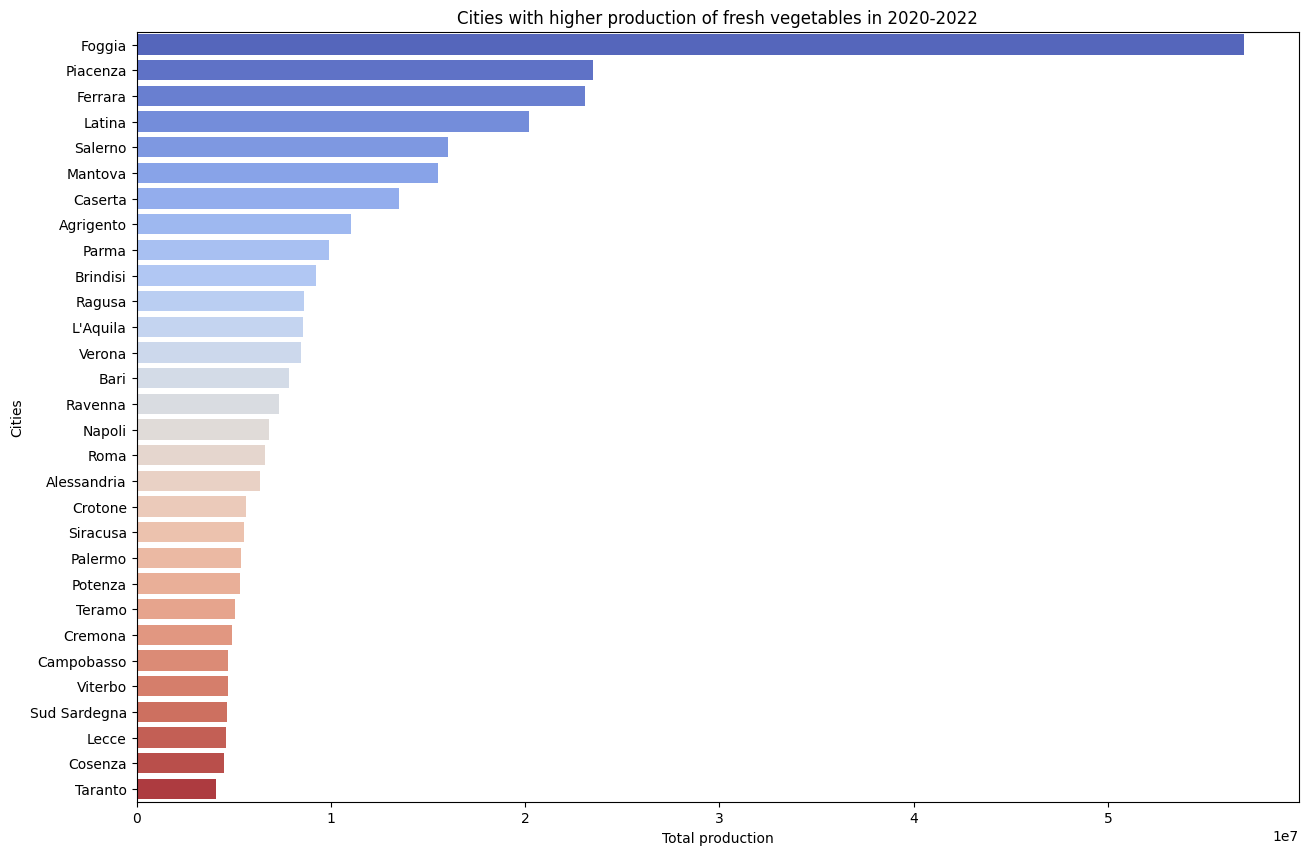 Cities with higher production of fresh vegetables in 2020-2022
Foggia
Piacenza
Ferrara
Latina
Salerno
Mantova
Caserta
Agrigento
Parma
Brindisi
Ragusa
L'Aquila
Verona
Bari
Ravenna
Napoli
Roma
Alessandria
Crotone
Siracusa
Palermo
Potenza
Teramo
Cremona
Campobasso
Viterbo
Sud Sardegna
Lecce
Cosenza
Taranto
Cities
0 1 2 3 4 5
1e7
Total production